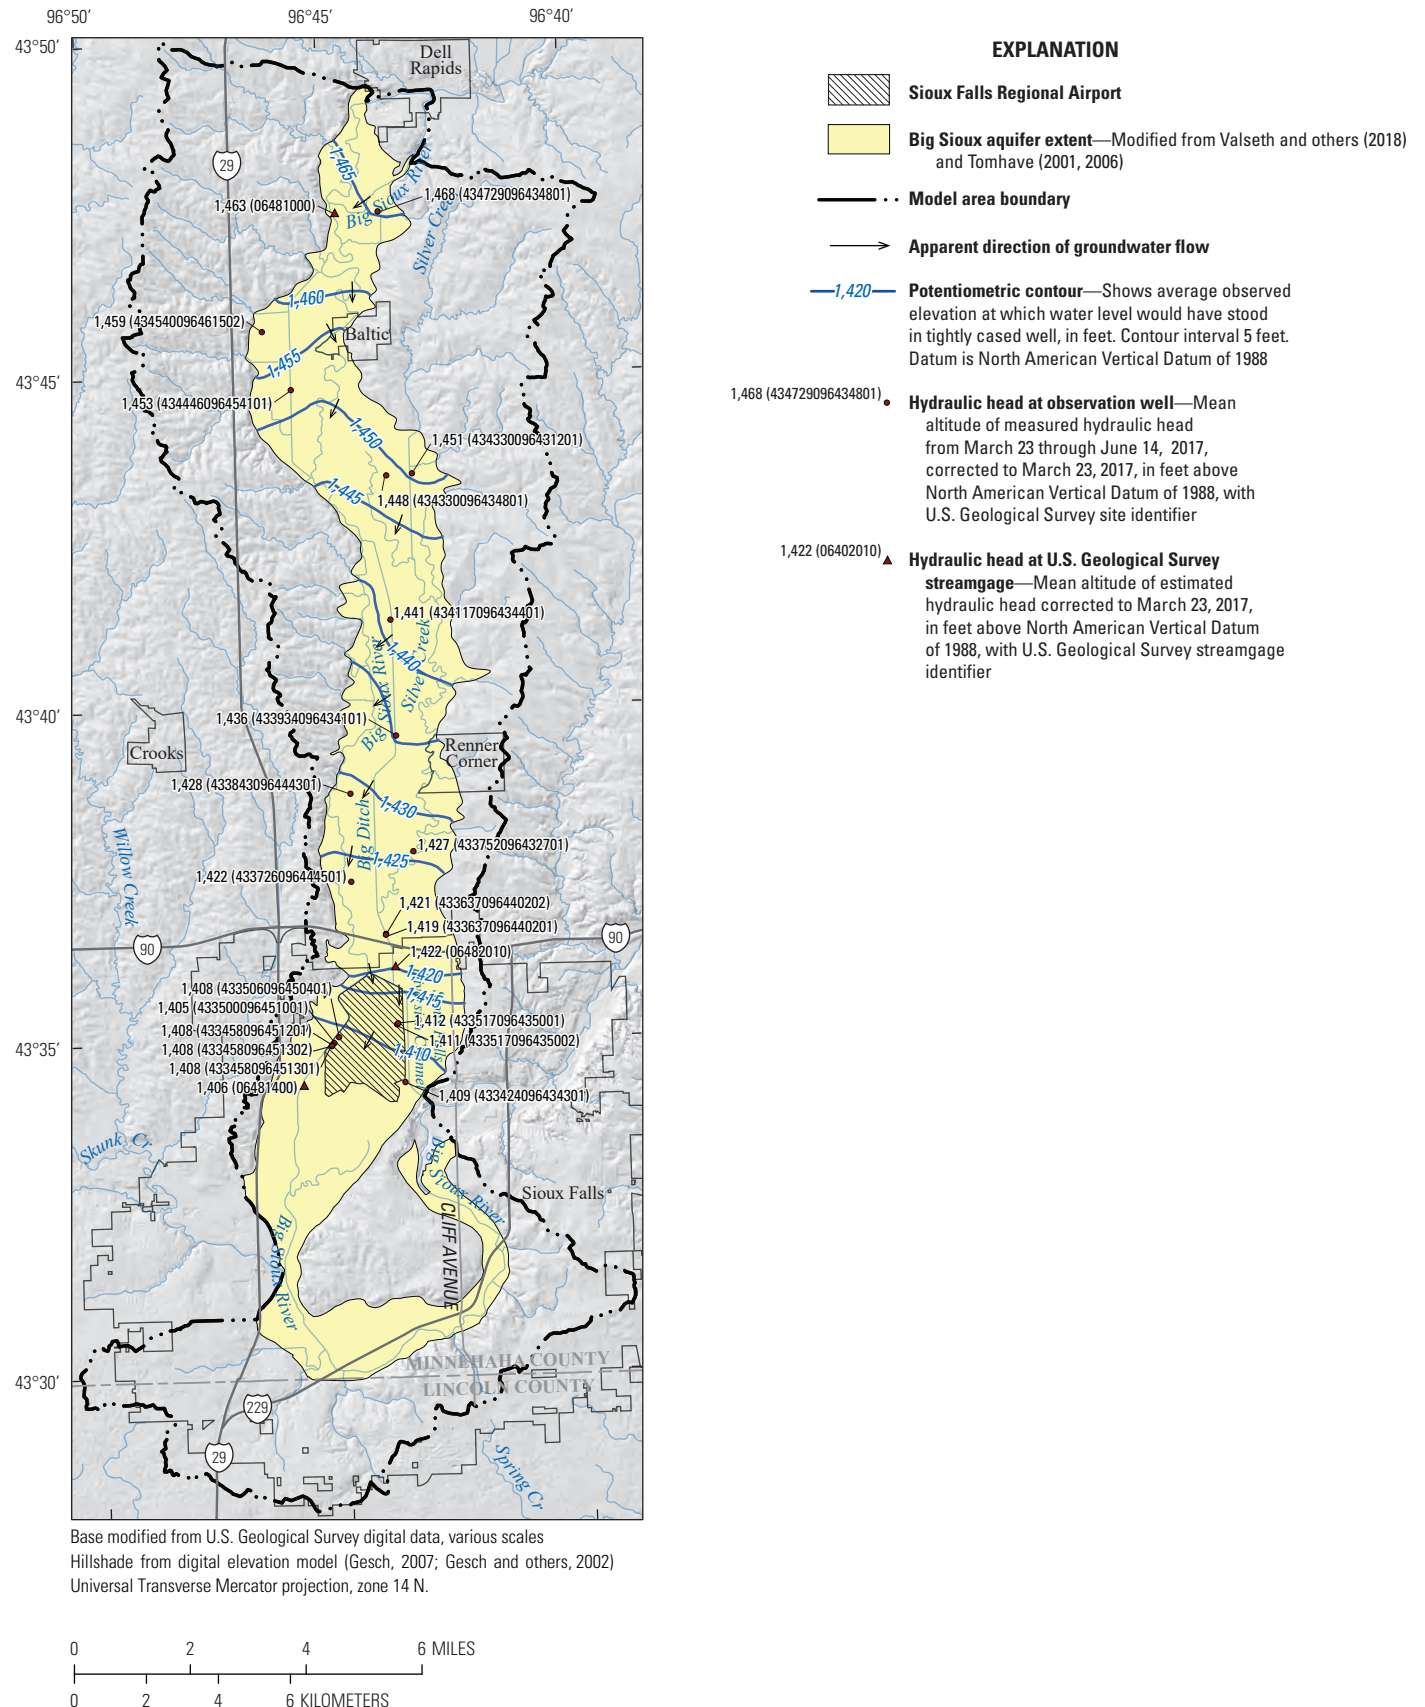 96°50′
96°45′
96°40′
43°50′
43°45′
43°40′
43°35′
43°30′
Dell
Rapids
29
1,465
Big Sioux River
Silver Creek
1,463 (06481000)
1,468 (434729096434801)
1,460
1,459 (434540096461502)
Baltic
1,455
1,453 (434446096454101)
1,450
1,451 (434330096431201)
1,445
1,448 (434330096434801)
1,441 (434117096434401)
1,440
Big Sioux River
Silver Creek
1,436 (433934096434101)
Crooks
Renner
Corner
1,428 (433843096444301)
1,430
Big Ditch
Willow Creek
1,427 (433752096432701)
1,425
1,422 (433726096444501)
1,421 (433637096440202)
1,419 (433637096440201)
90
90
1,422 (06482010)
1,420
1,408 (433506096450401)
1,415
1,405 (433500096451001)
1,412 (433517096435001)
1,408 (433458096451201)
1,411 (433517096435002)
1,408 (433458096451302)
1,410
1,408 (433458096451301)
1,406 (06481400)
1,409 (433424096434301)
Skunk Cr
Big Sioux River
Sioux Falls
CLIFF AVENUE
Big Sioux River
MINNEHAHA COUNTY
LINCOLN COUNTY
229
29
Spring Cr
Base modified from U.S. Geological Survey digital data, various scales
Hillshade from digital elevation model (Gesch, 2007; Gesch and others, 2002)
Universal Transverse Mercator projection, zone 14 N.
0 2 4 6 MILES
0 2 4 6 KILOMETERS
EXPLANATION
Sioux Falls Regional Airport
Big Sioux aquifer extent—Modified from Valseth and others (2018)
and Tomhave (2001, 2006)
Model area boundary
Apparent direction of groundwater flow
1,420 Potentiometric contour—Shows average observed
elevation at which water level would have stood
in tightly cased well, in feet. Contour interval 5 feet.
Datum is North American Vertical Datum of 1988
1,468 (434729096434801) Hydraulic head at observation well—Mean
altitude of measured hydraulic head
from March 23 through June 14, 2017,
corrected to March 23, 2017, in feet above
North American Vertical Datum of 1988, with
U.S. Geological Survey site identifier
1,422 (06402010) Hydraulic head at U.S. Geological Survey
streamgage—Mean altitude of estimated
hydraulic head corrected to March 23, 2017,
in feet above North American Vertical Datum
of 1988, with U.S. Geological Survey streamgage
identifier